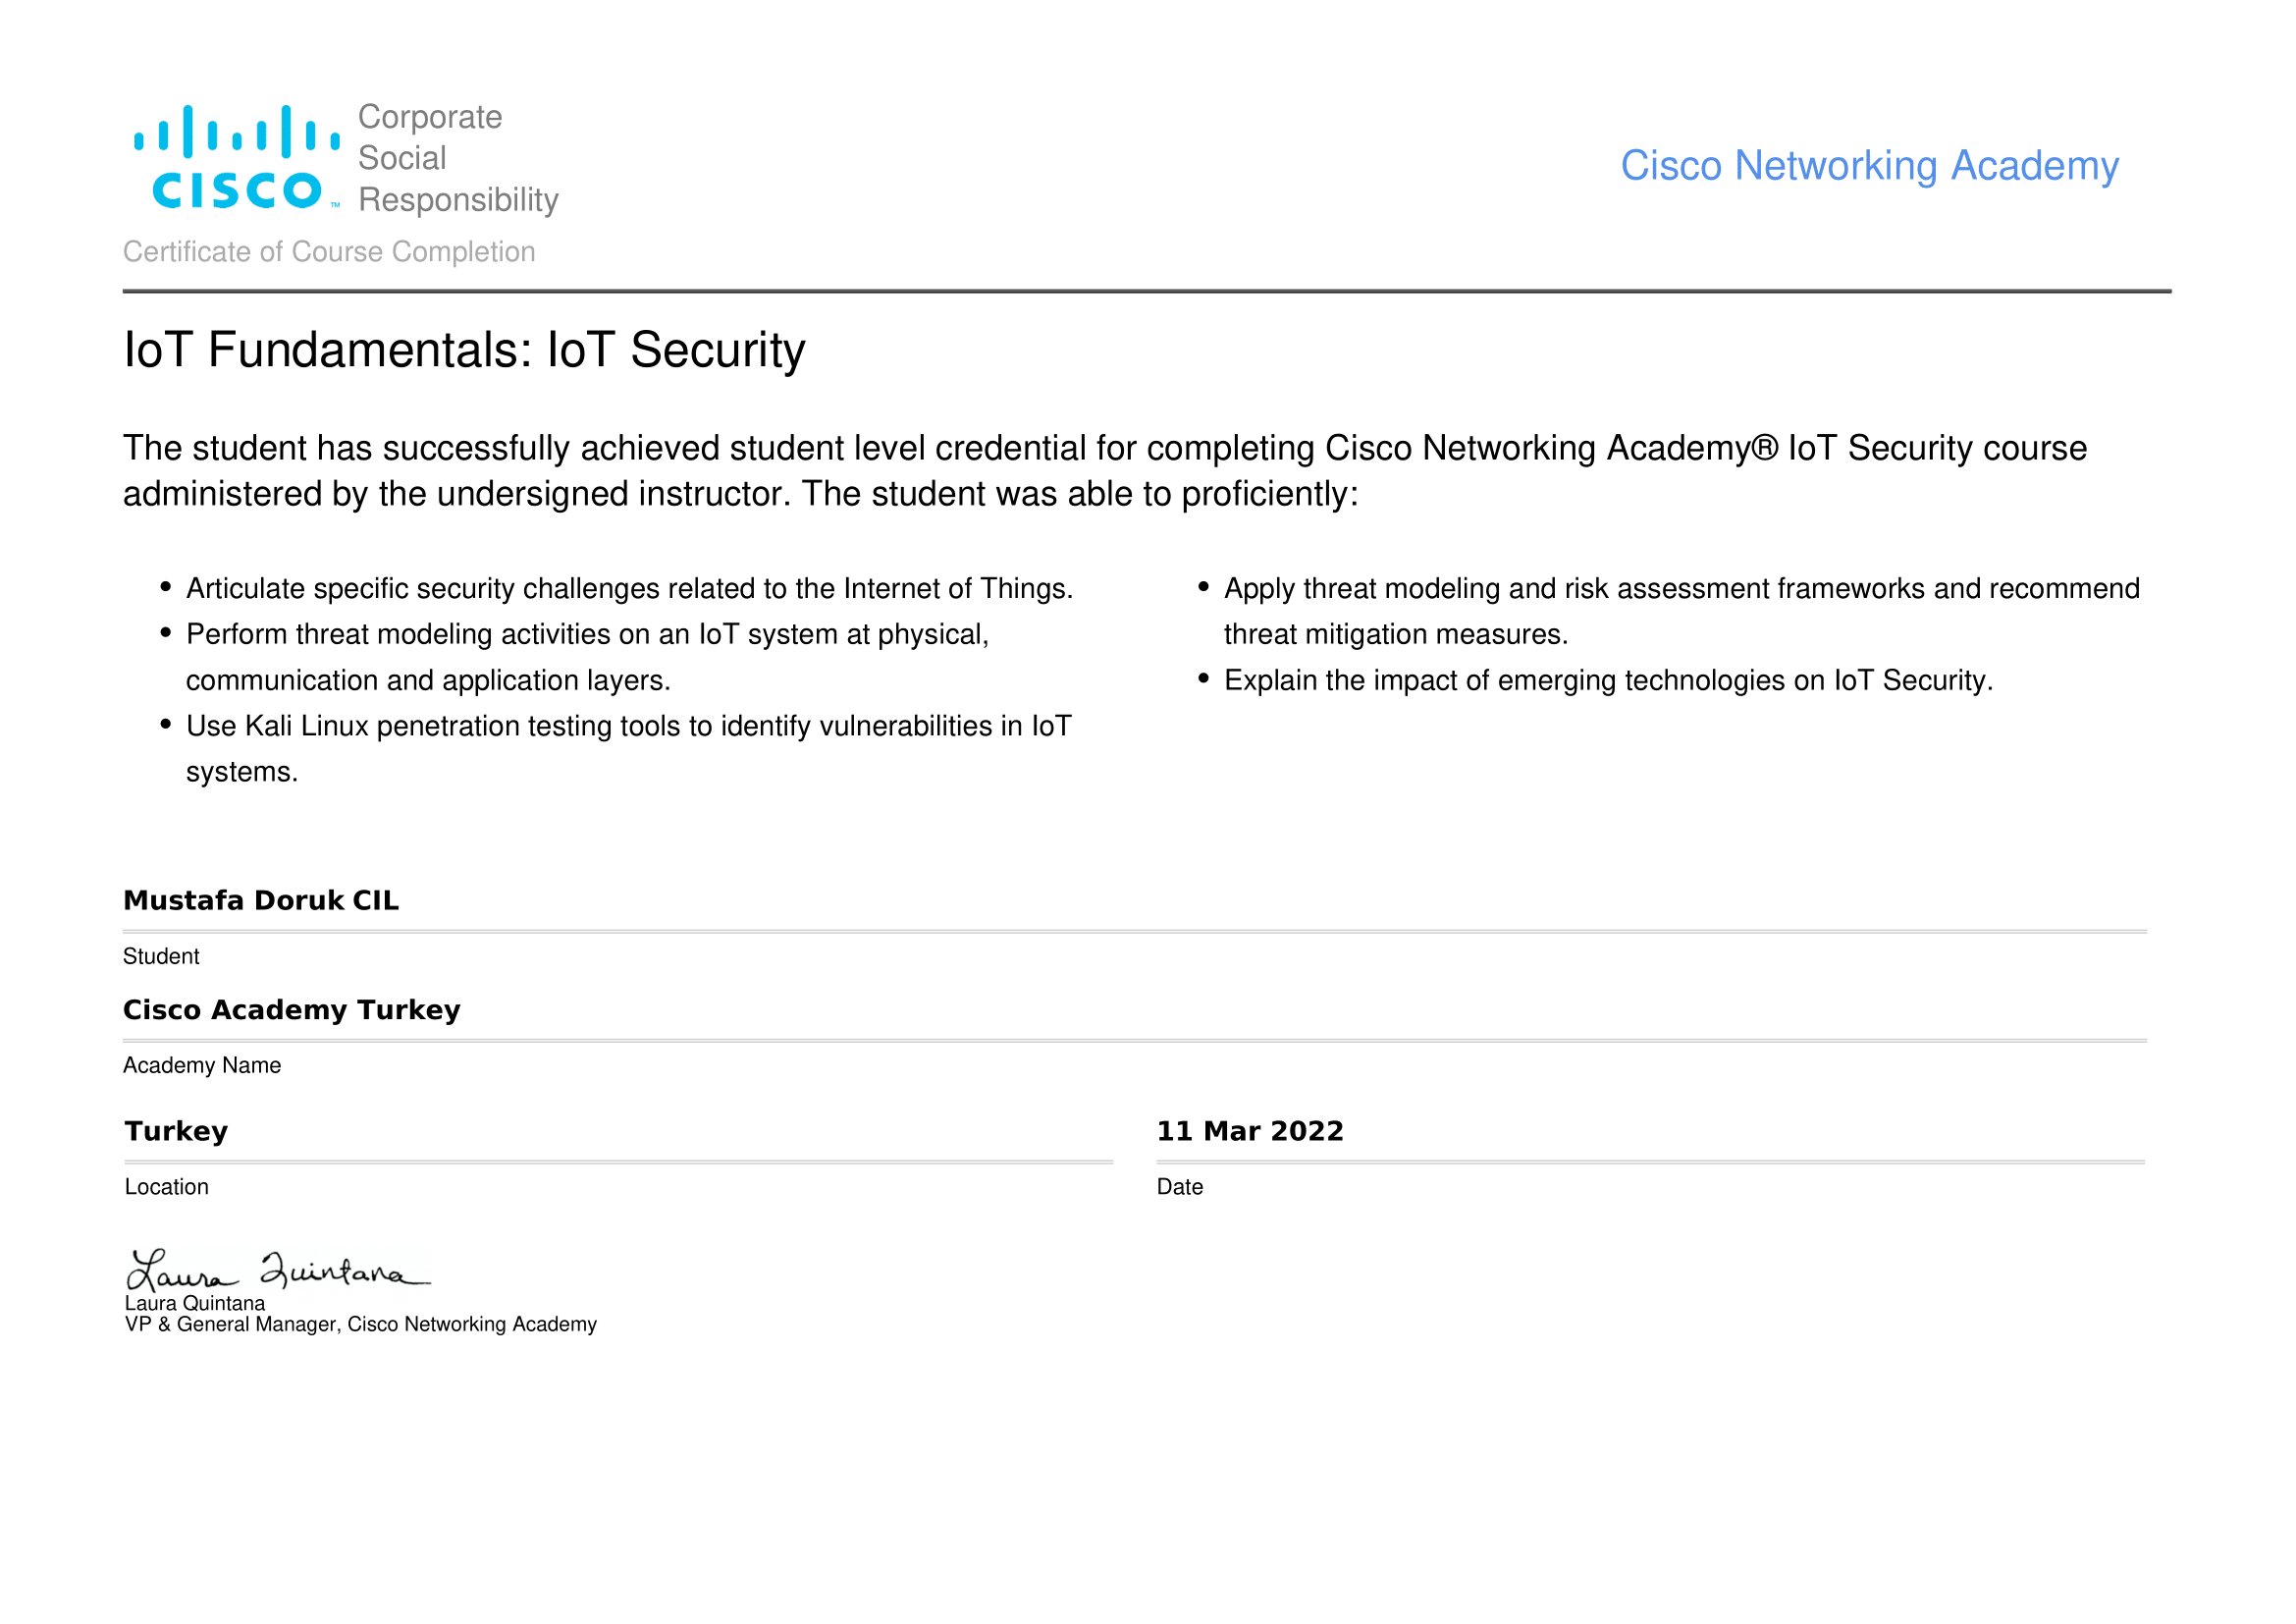 Corporate
Social
Responsibility
CISCO™
Cisco Networking Academy
Certificate of Course Completion
IoT Fundamentals: IoT Security
The student has successfully achieved student level credential for completing Cisco Networking Academy® IoT Security course
administered by the undersigned instructor. The student was able to proficiently:
• Articulate specific security challenges related to the Internet of Things.
• Perform threat modeling activities on an IoT system at physical,
communication and application layers.
• Use Kali Linux penetration testing tools to identify vulnerabilities in IoT
systems.
• Apply threat modeling and risk assessment frameworks and recommend
threat mitigation measures.
• Explain the impact of emerging technologies on IoT Security.
Mustafa Doruk CIL
Student
Cisco Academy Turkey
Academy Name
Turkey
Location
11 Mar 2022
Date
Laura Quintana
Laura Quintana
VP & General Manager, Cisco Networking Academy